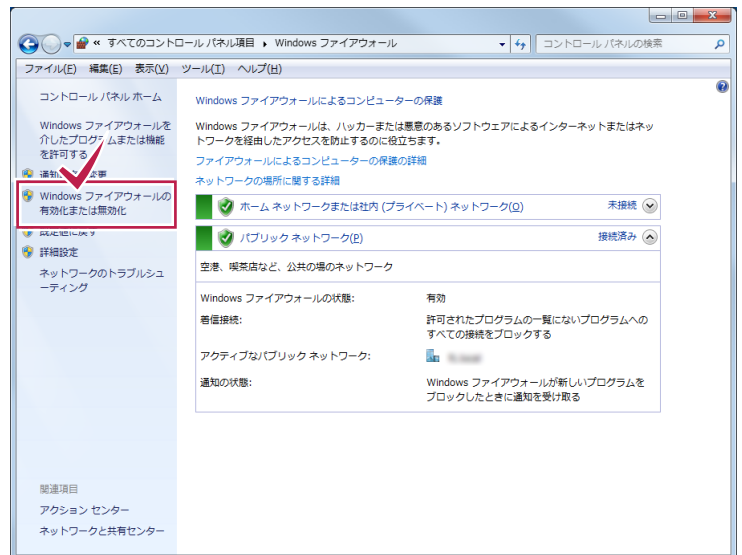 « すべてのコントロール パネル項目 ▸ Windows ファイアウォール
コントロール パネルの検索
ファイル(F) 編集(E) 表示(V) ツール(T) ヘルプ(H)
コントロール パネル ホーム
Windows ファイアウォールを
介したプログラムまたは機能
を許可する
変更
Windows ファイアウォールの
有効化または無効化
既定値に戻す
詳細設定
ネットワークのトラブルシュ
ーティング
関連項目
アクション センター
ネットワークと共有センター
Windows ファイアウォールによるコンピューターの保護
Windows ファイアウォールは、ハッカーまたは悪意のあるソフトウェアによるインターネットまたはネッ
トワークを経由したアクセスを防止するのに役立ちます。
ファイアウォールによるコンピューターの保護の詳細
ネットワークの場所に関する詳細
ホーム ネットワークまたは社内 (プライベート) ネットワーク(O) 未接続
パブリック ネットワーク(P) 接続済み
空港、喫茶店など、公共の場のネットワーク
Windows ファイアウォールの状態: 有効
着信接続: 許可されたプログラムの一覧にないプログラムへの
すべての接続をブロックする
アクティブなパブリック ネットワーク:
通知の状態: Windows ファイアウォールが新しいプログラムを
ブロックしたときに通知を受け取る